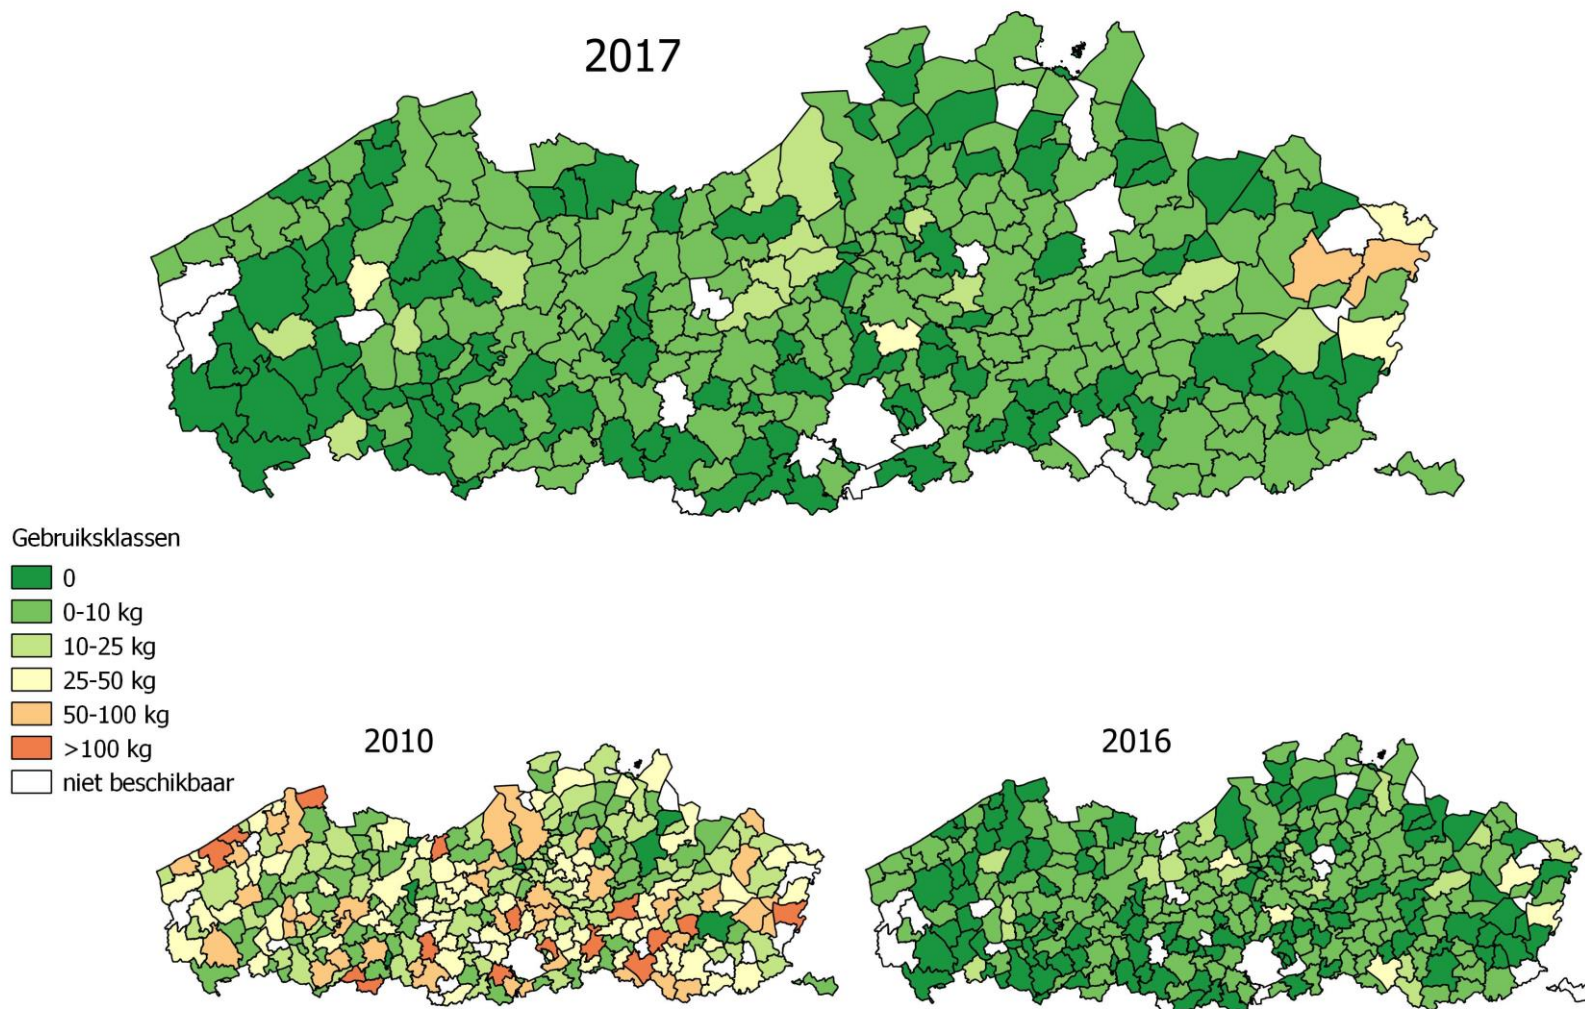 2017
Gebruiksklassen
0
0-10 kg
10-25 kg
25-50 kg
50-100 kg
>100 kg
niet beschikbaar
2010
2016